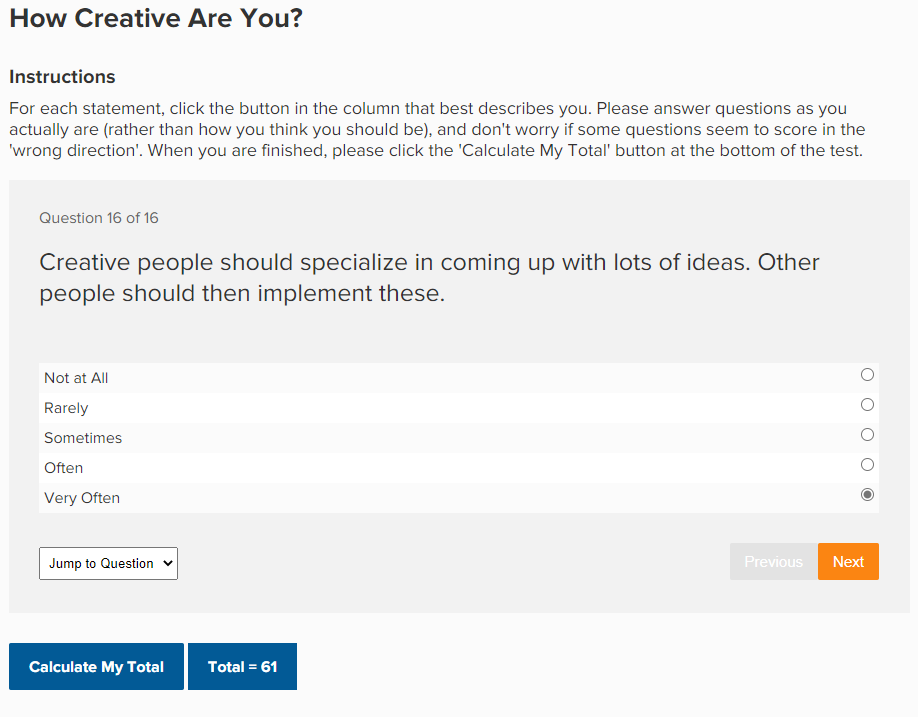 How Creative Are You?
Instructions
For each statement, click the button in the column that best describes you. Please answer questions as you
actually are (rather than how you think you should be), and don't worry if some questions seem to score in the
'wrong direction'. When you are finished, please click the 'Calculate My Total' button at the bottom of the test.
Question 16 of 16
Creative people should specialize in coming up with lots of ideas. Other
people should then implement these.
Not at All
Rarely
Sometimes
Often
Very Often
Jump to Question
Previous
Next
Calculate My Total
Total = 61